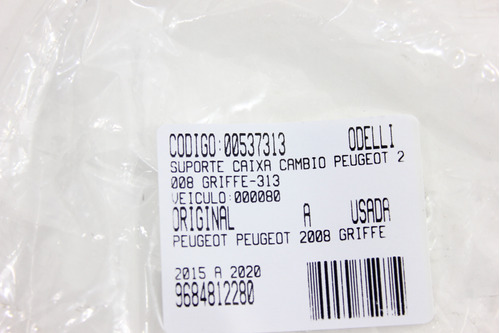 CODIGO:00537313 ODELLI
SUPORTE CAIXA CAMBIO PEUGEOT 2
008 GRIFFE-313
VEICULO:000080
ORIGINAL A USADA
PEUGEOT PEUGEOT 2008 GRIFFE
2015 A 2020
9684812280